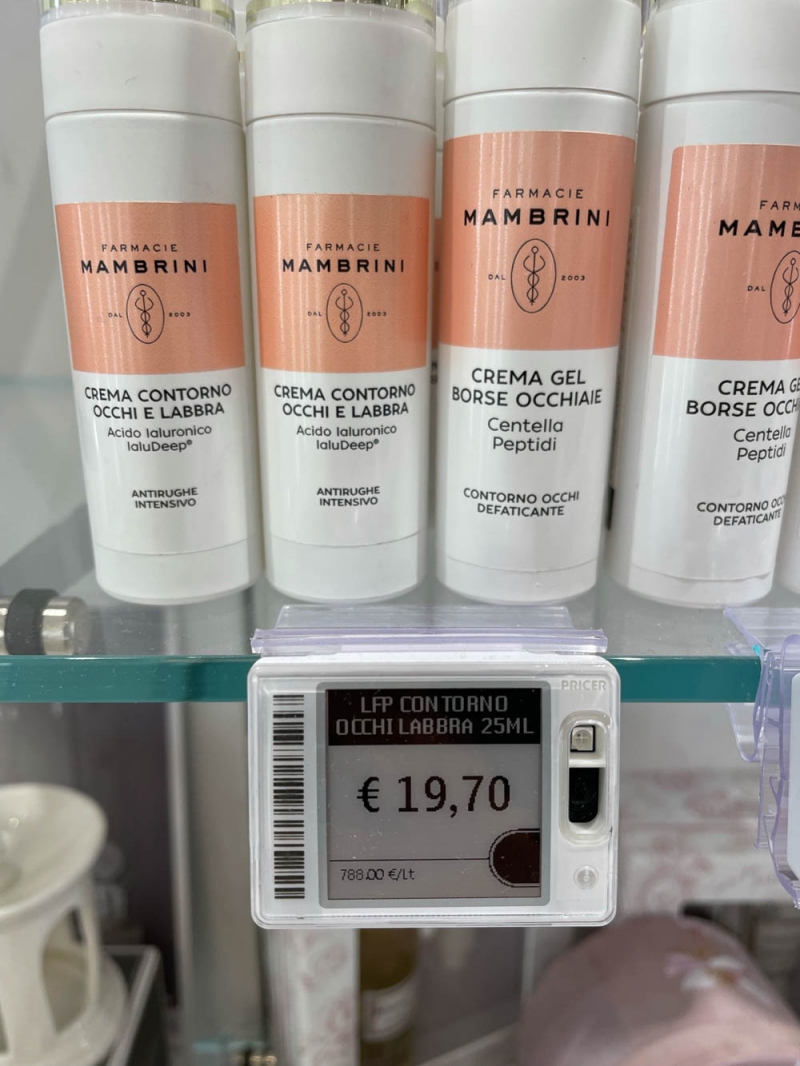 FARMACIE
MAMBRINI
DAL 2003
CREMA CONTORNO
OCCHI E LABBRA
Acido Ialuronico
IaluDeep®
ANTIRUGHE
INTENSIVO
FARMACIE
MAMBRINI
DAL 2003
CREMA CONTORNO
OCCHI E LABBRA
Acido Ialuronico
IaluDeep®
ANTIRUGHE
INTENSIVO
FARMACIE
MAMBRINI
DAL 2003
CREMA GEL
BORSE OCCHIAIE
Centella
Peptidi
CONTORNO OCCHI
DEFATICANTE
DAL
CREMA
BORSE
Centella
Peptidi
CONTORNO
DEFATICANTE
PRICER
LFP CONTORNO
OCCHI LABBRA 25ML
€ 19,70
788.00 €/Lt